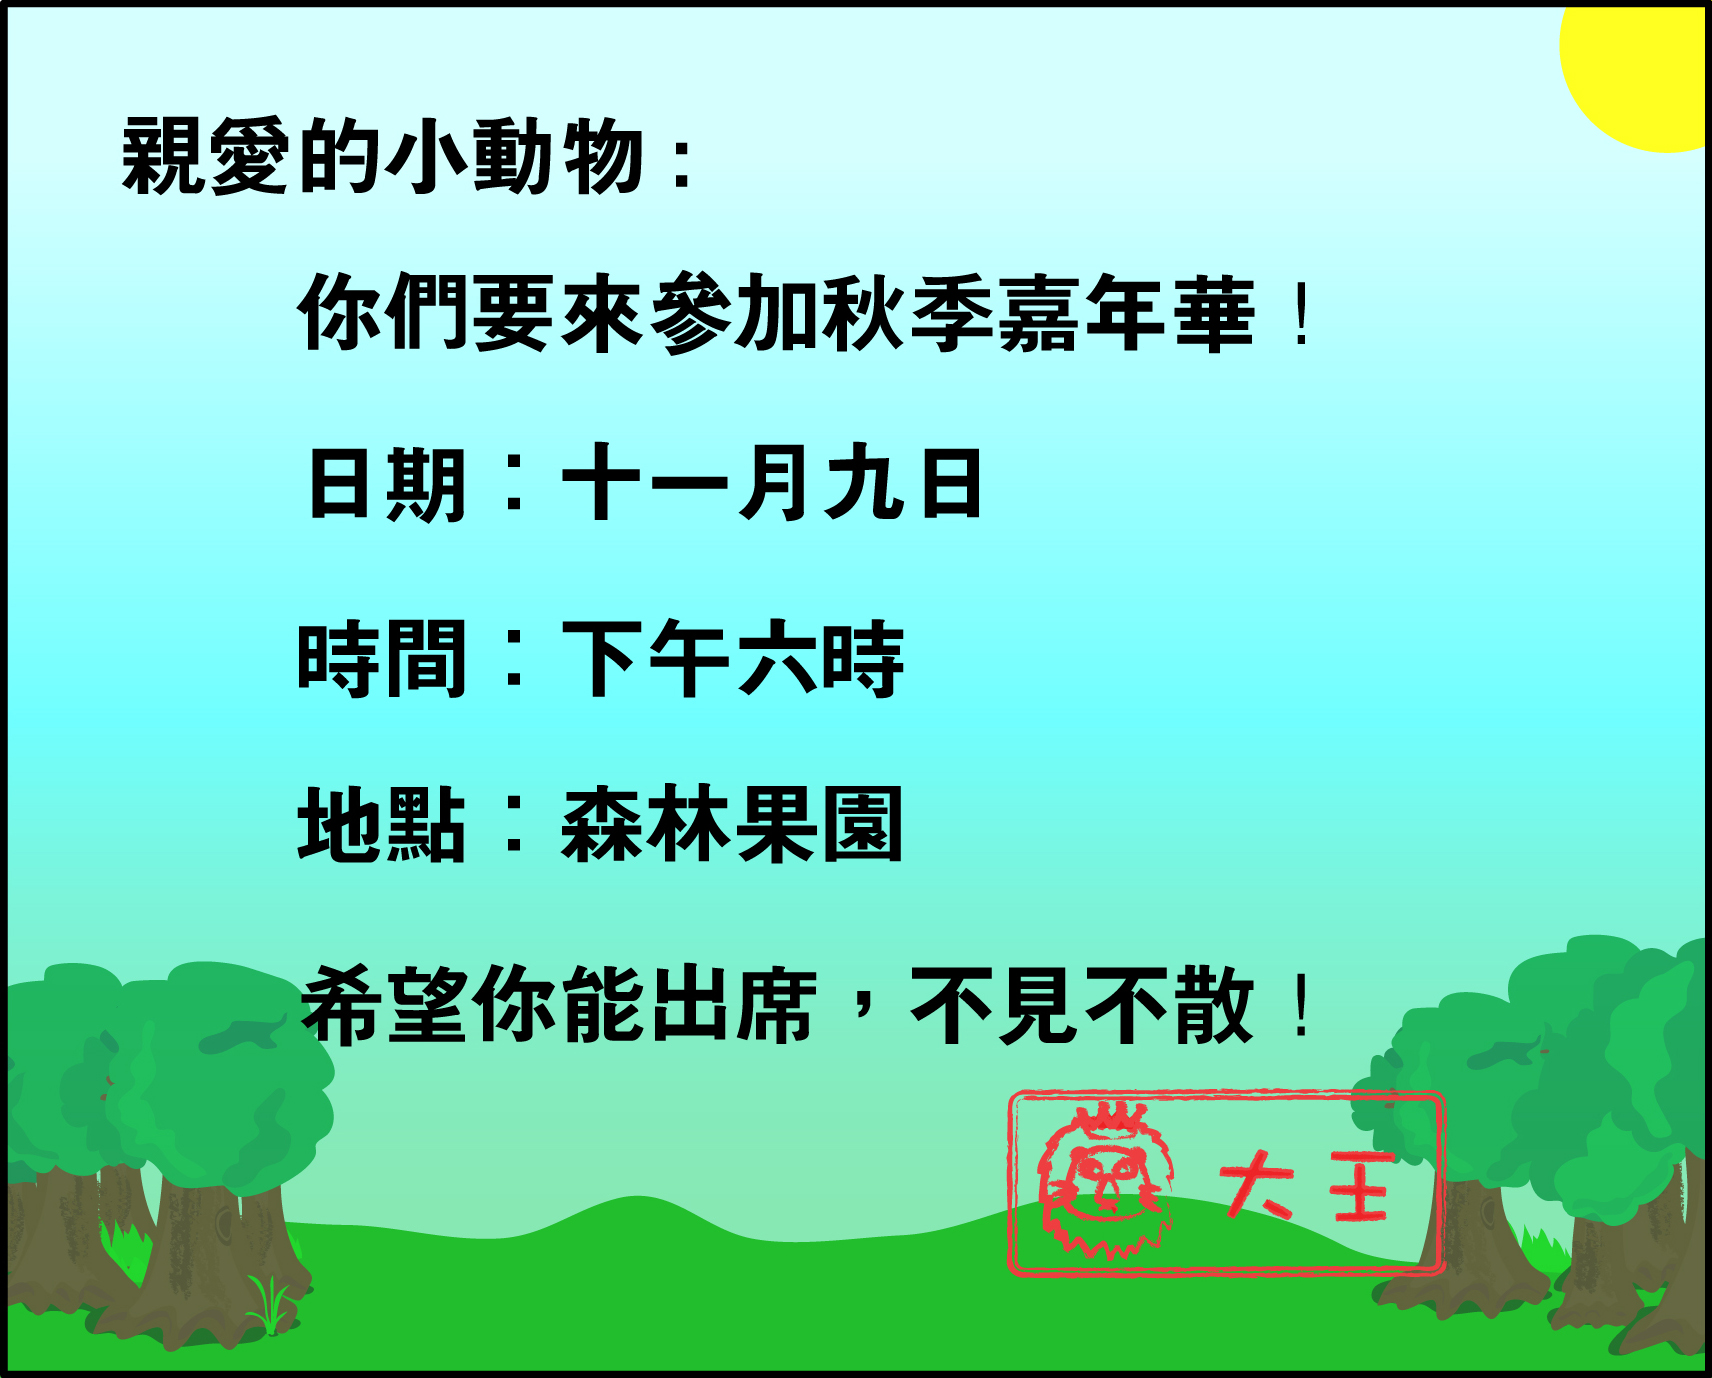 親愛的小動物：
你們要來參加秋季嘉年華！
日期：十一月九日
時間：下午六時
地點：森林果園
希望你能出席，不見不散！
大王